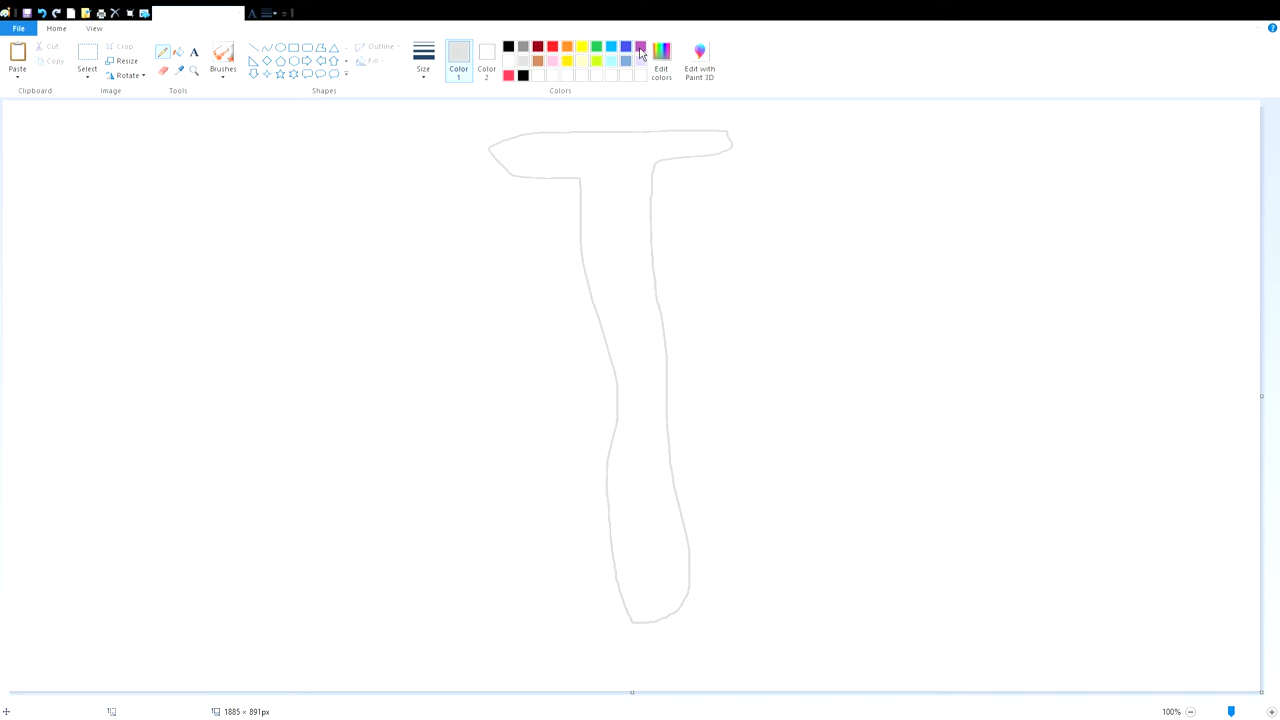 File Home View
Paste Cut Copy Select Crop Resize Rotate A Brushes Outline Fill Size Color 1 Color 2 Edit colors Edit with Paint 3D
Clipboard Image Tools Shapes Colors
1885 × 891px 100%